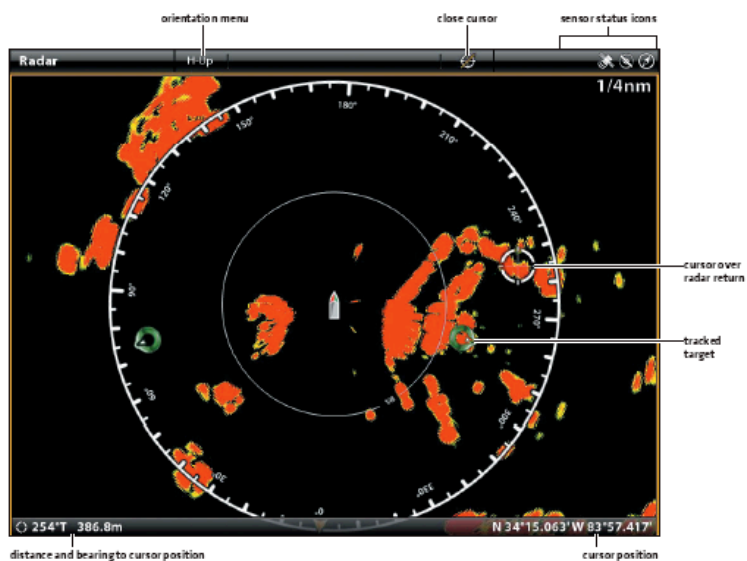 orientation menu
close cursor
sensor status icons
Radar
H-Up
1/4nm
180°
150°
210°
120°
240°
cursor over
radar return
90°
270°
tracked
target
60°
300°
30°
330°
0°
254°T 386.8m
N 34°15.063' W 83°57.417'
distance and bearing to cursor position
cursor position